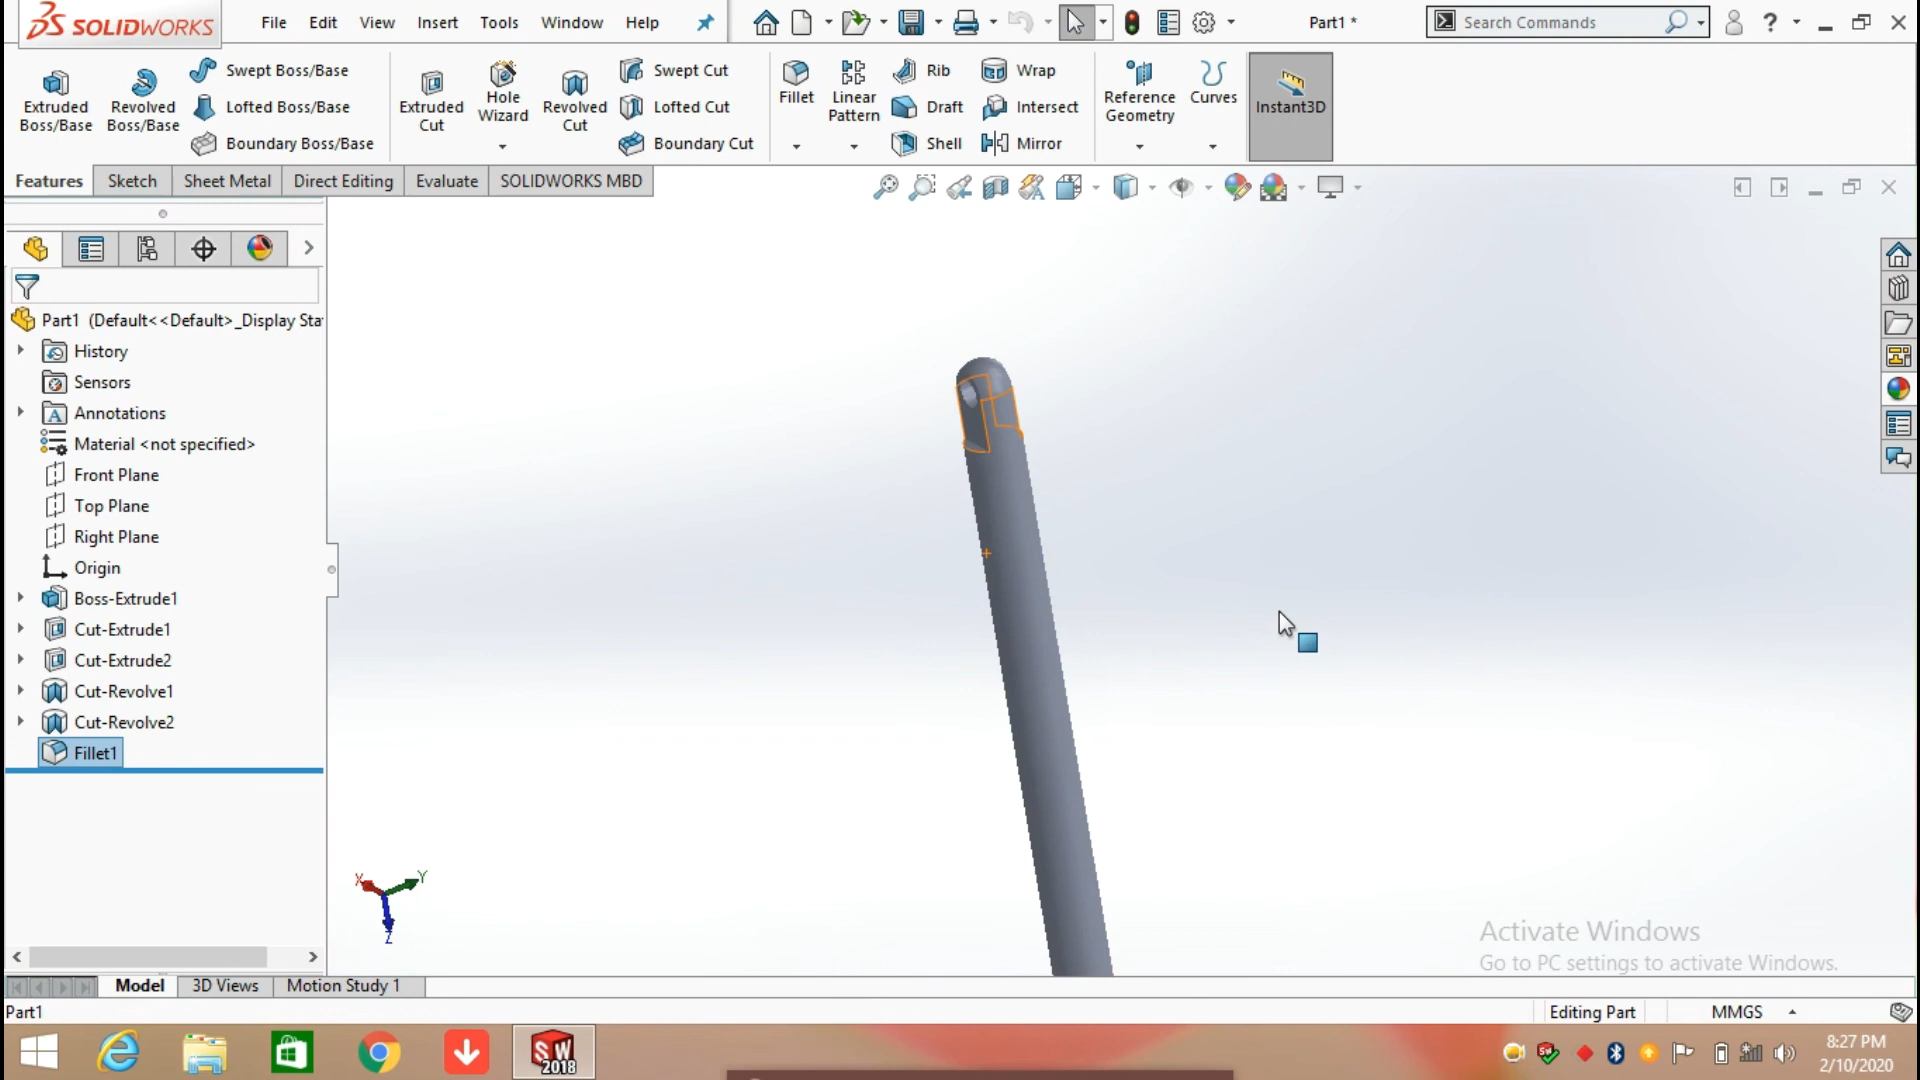 SOLIDWORKS
File Edit View Insert Tools Window Help
Part1 *
Search Commands
Extruded Boss/Base
Revolved Boss/Base
Swept Boss/Base
Lofted Boss/Base
Boundary Boss/Base
Extruded Cut
Hole Wizard
Revolved Cut
Swept Cut
Lofted Cut
Boundary Cut
Fillet
Linear Pattern
Rib
Draft
Shell
Wrap
Intersect
Mirror
Reference Geometry
Curves
Instant3D
Features Sketch Sheet Metal Direct Editing Evaluate SOLIDWORKS MBD
Part1 (Default<<Default>_Display Sta
History
Sensors
A Annotations
Material <not specified>
Front Plane
Top Plane
Right Plane
Origin
Boss-Extrude1
Cut-Extrude1
Cut-Extrude2
Cut-Revolve1
Cut-Revolve2
Fillet1
X Y
Z
Activate Windows
Go to PC settings to activate Windows.
Model 3D Views Motion Study 1
Part1
Editing Part
MMGS
SW
2018
8:27 PM
2/10/2020